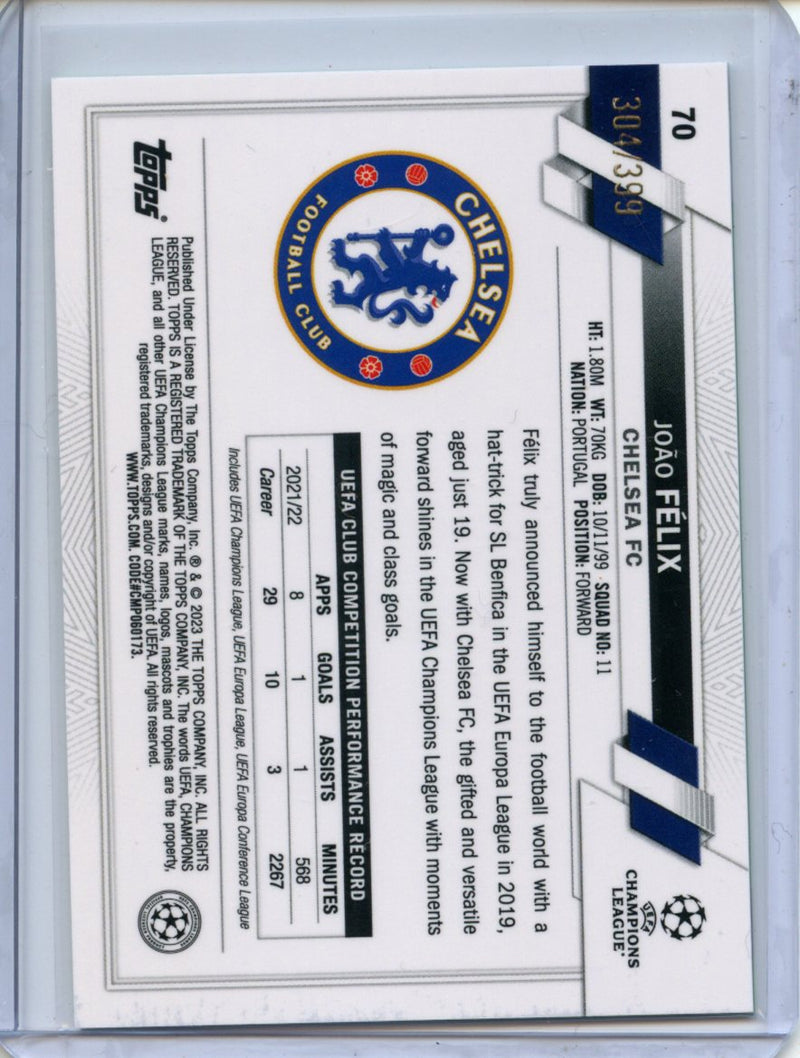 70
304/399
JOÃO FÉLIX
CHELSEA FC
HT: 1.80M WT: 70KG DOB: 10/11/99 SQUAD NO: 11
NATION: PORTUGAL POSITION: FORWARD
UEFA
CHAMPIONS
LEAGUE®
CHELSEA
FOOTBALL CLUB
Félix truly announced himself to the football world with a
hat-trick for SL Benfica in the UEFA Europa League in 2019,
aged just 19. Now with Chelsea FC, the gifted and versatile
forward shines in the UEFA Champions League with moments
of magic and class goals.
UEFA CLUB COMPETITION PERFORMANCE RECORD
APPS GOALS ASSISTS MINUTES
2021/22 8 1 1 568
Career 29 10 3 2267
Includes UEFA Champions League, UEFA Europa League, UEFA Europa Conference League
topps®
Published Under License by The Topps Company, Inc. ® & © 2023 THE TOPPS COMPANY, INC. ALL RIGHTS
RESERVED. TOPPS IS A REGISTERED TRADEMARK OF THE TOPPS COMPANY, INC. The words UEFA, CHAMPIONS
LEAGUE, and all other UEFA Champions League marks, names, logos, mascots and trophies are the property,
registered trademarks, designs and/or copyright of UEFA. All rights reserved.
WWW.TOPPS.COM. CODE#CMP060173.